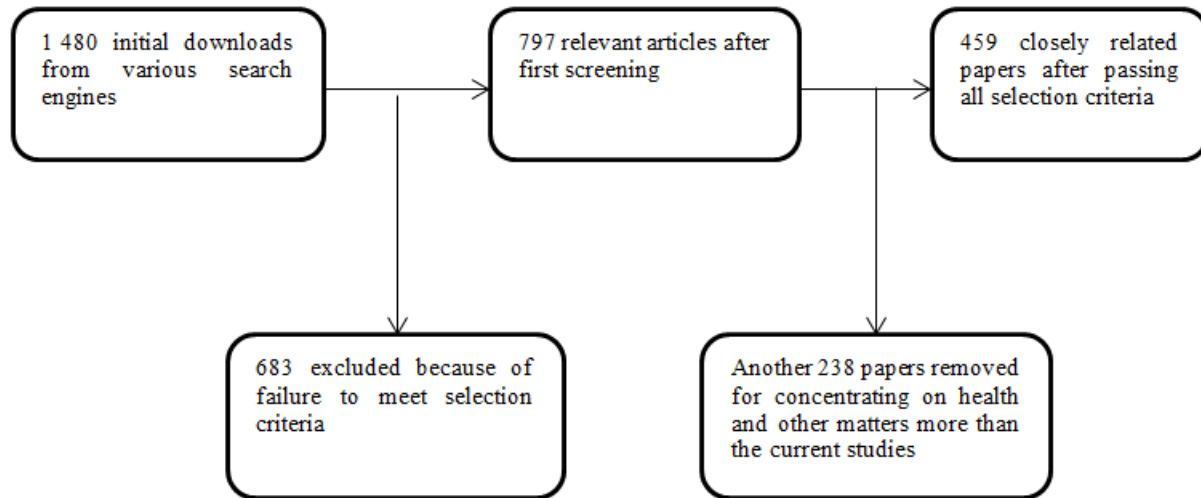 1 480 initial downloads
from various search
engines
797 relevant articles after
first screening
459 closely related
papers after passing
all selection criteria
683 excluded because of
failure to meet selection
criteria
Another 238 papers removed
for concentrating on health
and other matters more than
the current studies